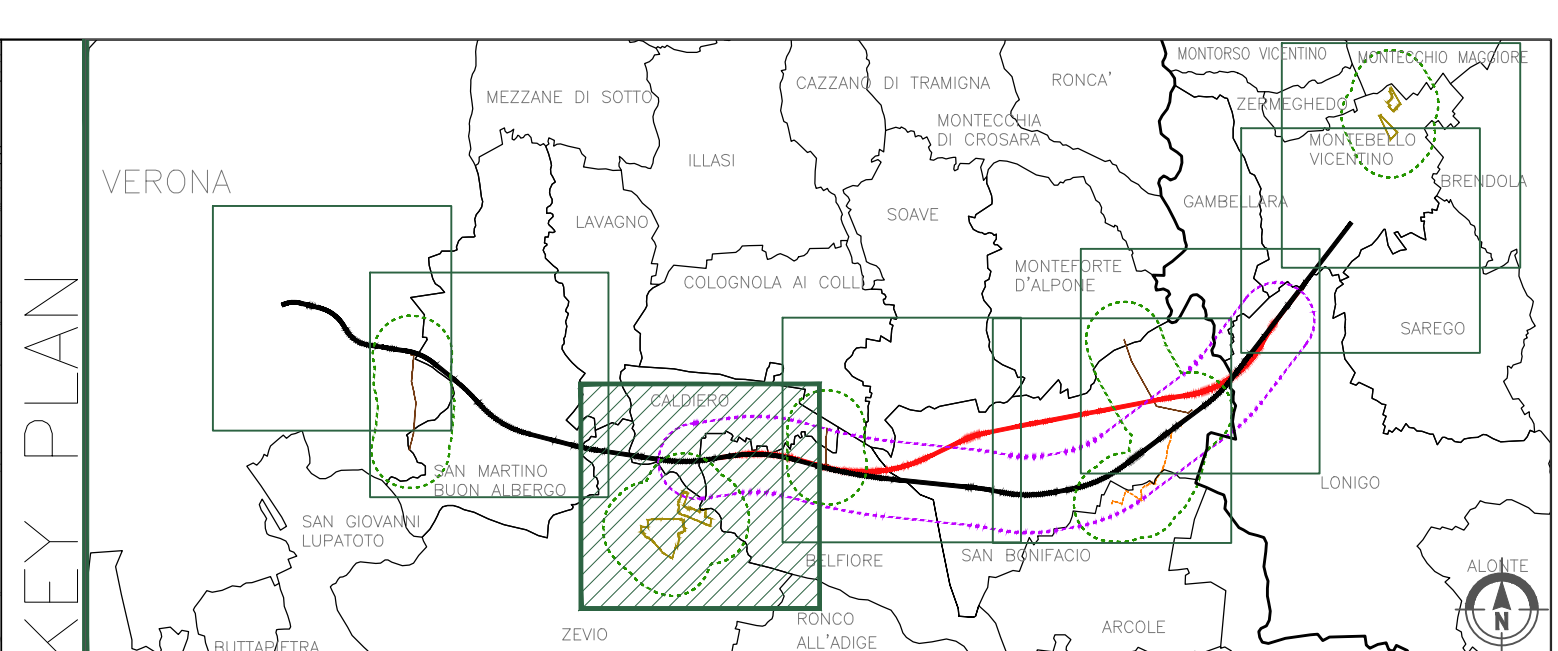 KEY PLAN
MONTORSO VICENTINO
MONTECCHIO MAGGIORE
MEZZANE DI SOTTO
CAZZANO DI TRAMIGNA
RONCA'
ZERMEGHEDO
MONTECCHIA
DI CROSARA
MONTEBELLO
VICENTINO
ILLASI
VERONA
BRENDOLA
GAMBELLARA
LAVAGNO
SOAVE
MONTEFORTE
D'ALPONE
COLOGNOLA AI COLLI
SAREGO
CALDIERO
SAN MARTINO
BUON ALBERGO
LONIGO
SAN GIOVANNI
LUPATOTO
BELFIORE
SAN BONIFACIO
ALONTE
N
RONCO
ALL'ADIGE
ARCOLE
ZEVIO
BUTTAPIETRA